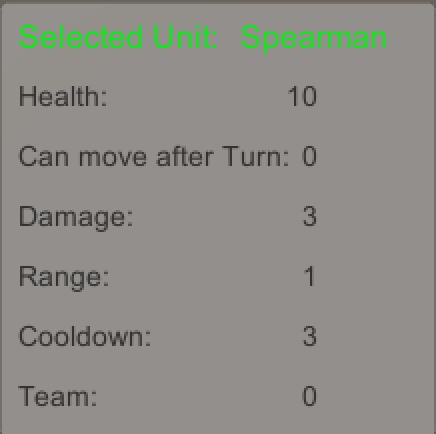 Selected Unit: Spearman
Health: 10
Can move after Turn: 0
Damage: 3
Range: 1
Cooldown: 3
Team: 0